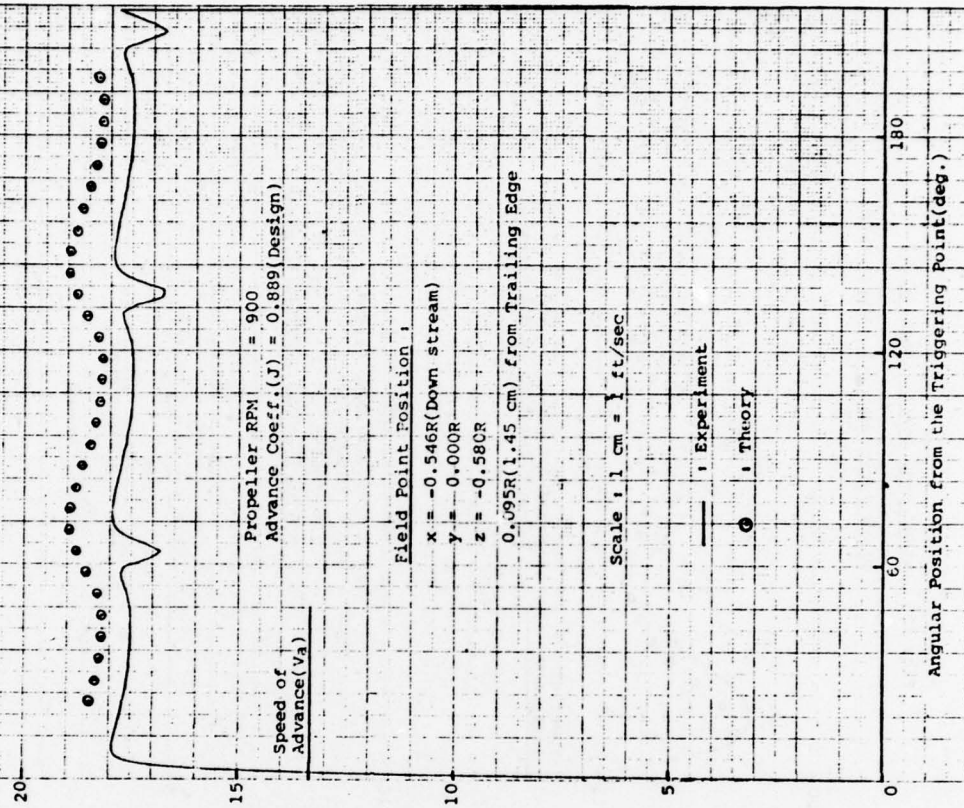 20
15
10
5
0
Speed of
Advance(Va)
Propeller RPM = 900
Advance Coeff.(J) = 0.889(Design)
Field Point Position :
x = -0.546R(Down stream)
y = 0.000R
z = -0.580R
0.095R(1.45 cm) from Trailing Edge
Scale : 1 cm = 1 ft/sec
: Experiment
: Theory
60
120
180
Angular Position from the Triggering Point(deg.)